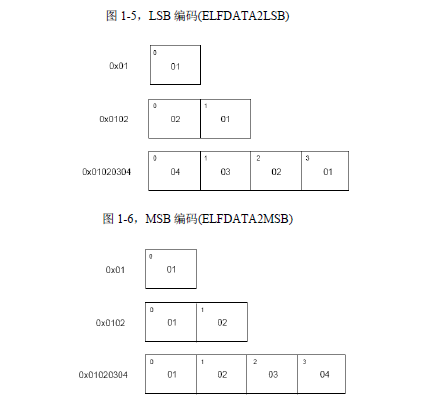 图 1-5，LSB 编码(ELFDATA2LSB)
0
0x01 01
0 1
0x0102 02 01
0 1 2 3
0x01020304 04 03 02 01
图 1-6，MSB 编码(ELFDATA2MSB)
0
0x01 01
0 1
0x0102 01 02
0 1 2 3
0x01020304 01 02 03 04